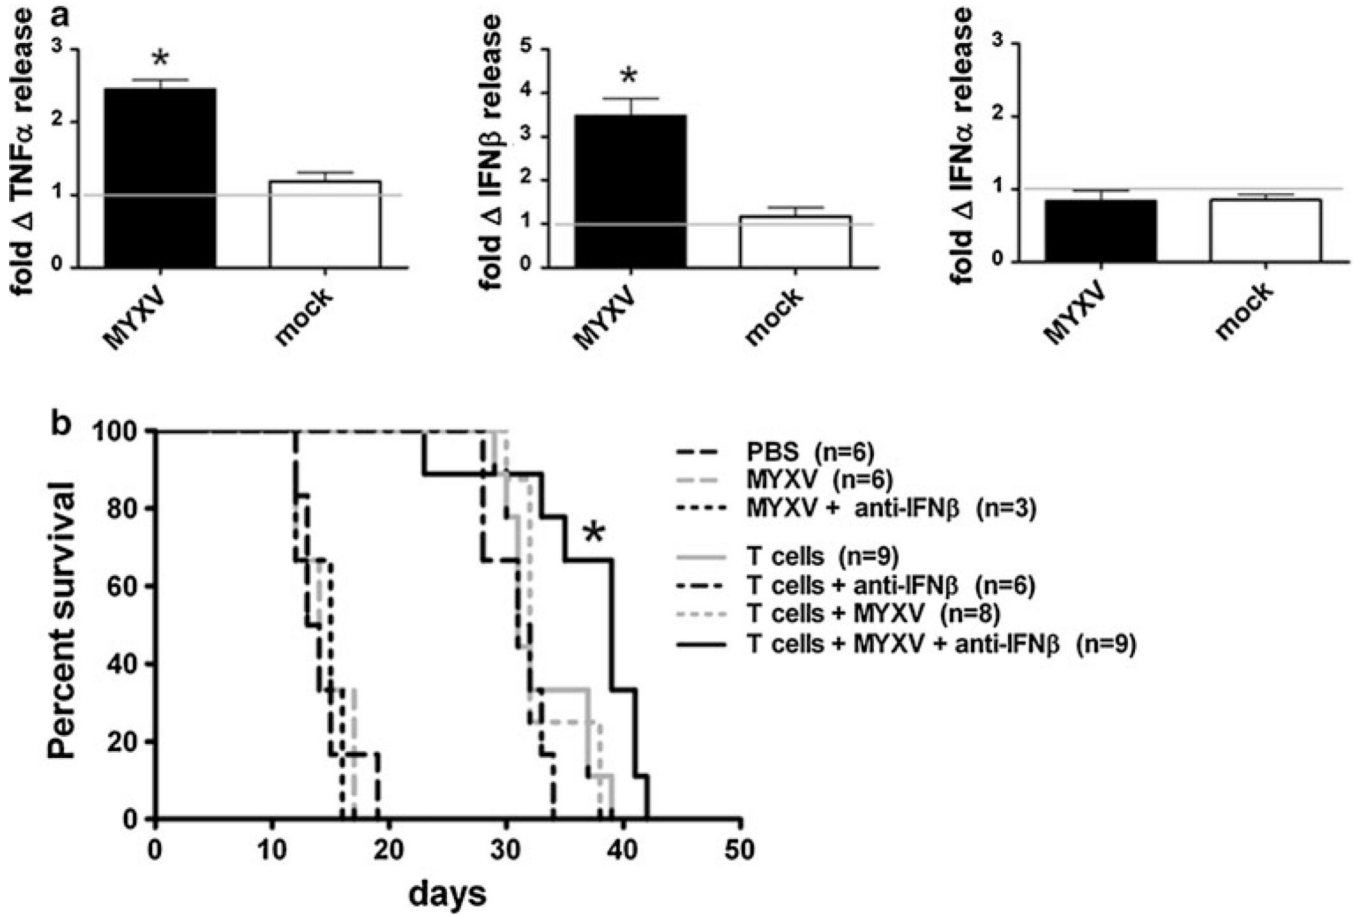 a
fold Δ TNFα release
3
2
1
0
*
MYXV
mock
fold Δ IFNβ release
5
4
3
2
1
0
*
MYXV
mock
fold Δ IFNα release
3
2
1
0
MYXV
mock
b
Percent survival
100
80
60
40
20
0
0 10 20 30 40 50
days
*
PBS (n=6)
MYXV (n=6)
MYXV + anti-IFNβ (n=3)
T cells (n=9)
T cells + anti-IFNβ (n=6)
T cells + MYXV (n=8)
T cells + MYXV + anti-IFNβ (n=9)